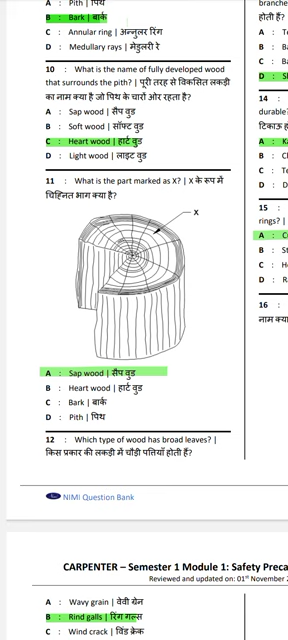 A : Pith | पिथ
B : Bark | बार्क
C : Annular ring | अन्नुलर रिंग
D : Medullary rays | मेडुलरी रे
10 : What is the name of fully developed wood
that surrounds the pith? | पूरी तरह से विकसित लकड़ी
का नाम क्या है जो पिथ के चारों ओर रहता है?
A : Sap wood | सैप वुड
B : Soft wood | सॉफ्ट वुड
C : Heart wood | हार्ट वुड
D : Light wood | लाइट वुड
11 : What is the part marked as X? | X के रूप में
चिह्नित भाग क्या है?
X
A : Sap wood | सैप वुड
B : Heart wood | हार्ट वुड
C : Bark | बार्क
D : Pith | पिथ
12 : Which type of wood has broad leaves? |
किस प्रकार की लकड़ी में चौड़ी पत्तियाँ होती हैं?
branche
होती हैं?
A :
B :
C :
D :
14 :
durable?
टिकाऊ
A :
B :
C :
D :
15 :
rings? |
A :
B :
C :
D :
16 :
नाम क्या
NIMI Question Bank
CARPENTER – Semester 1 Module 1: Safety Preca
Reviewed and updated on: 01st November 2
A : Wavy grain | वेवी ग्रेन
B : Rind galls | रिंग गल्स
C : Wind crack | विंड क्रेक